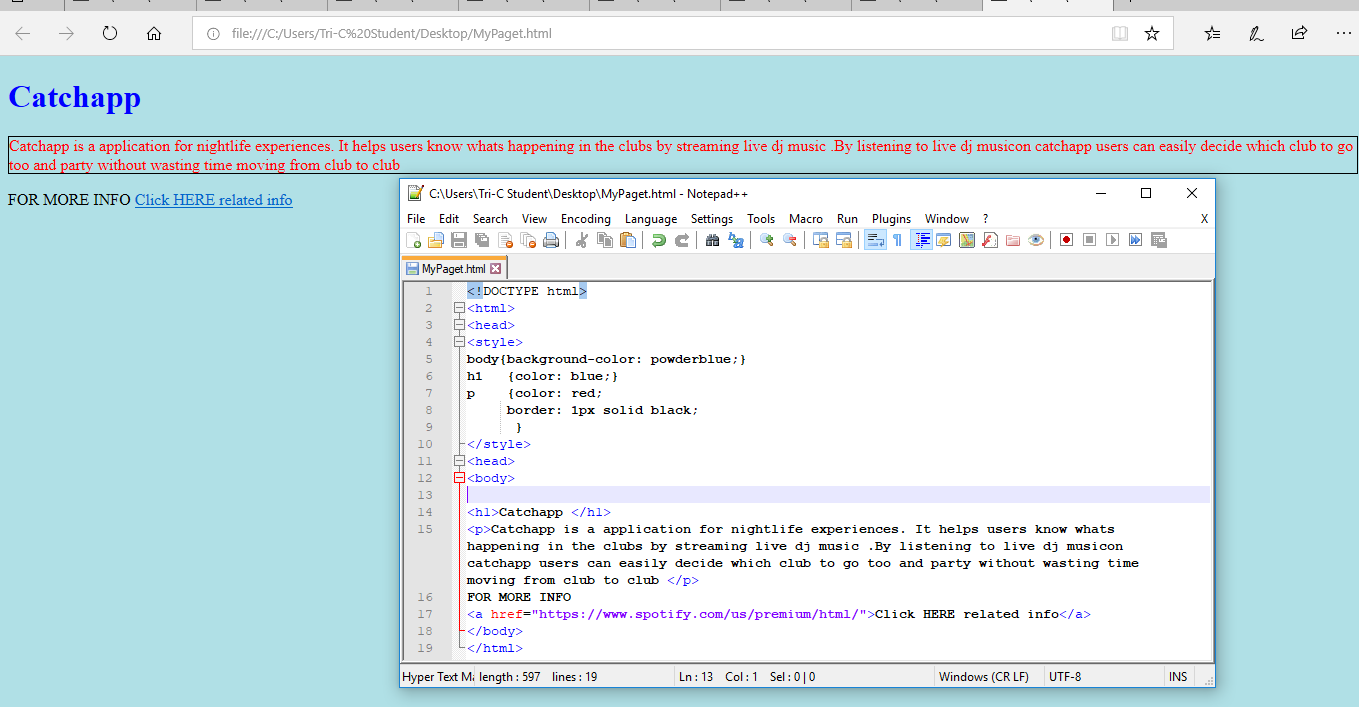 file:///C:/Users/Tri-C%20Student/Desktop/MyPaget.html
Catchapp
Catchapp is a application for nightlife experiences. It helps users know whats happening in the clubs by streaming live dj music .By listening to live dj musicon catchapp users can easily decide which club to go
too and party without wasting time moving from club to club
FOR MORE INFO Click HERE related info
C:\Users\Tri-C Student\Desktop\MyPaget.html - Notepad++
File Edit Search View Encoding Language Settings Tools Macro Run Plugins Window ? X
MyPaget.html
1 <!DOCTYPE html>
2 <html>
3 <head>
4 <style>
5 body{background-color: powderblue;}
6 h1 {color: blue;}
7 p {color: red;
8 border: 1px solid black;
9 }
10 </style>
11 <head>
12 <body>
13
14 <h1>Catchapp </h1>
15 <p>Catchapp is a application for nightlife experiences. It helps users know whats
happening in the clubs by streaming live dj music .By listening to live dj musicon
catchapp users can easily decide which club to go too and party without wasting time
moving from club to club </p>
16 FOR MORE INFO
17 <a href="https://www.spotify.com/us/premium/html/">Click HERE related info</a>
18 </body>
19 </html>
Hyper Text Ma length : 597 lines : 19 Ln : 13 Col : 1 Sel : 0 | 0 Windows (CR LF) UTF-8 INS